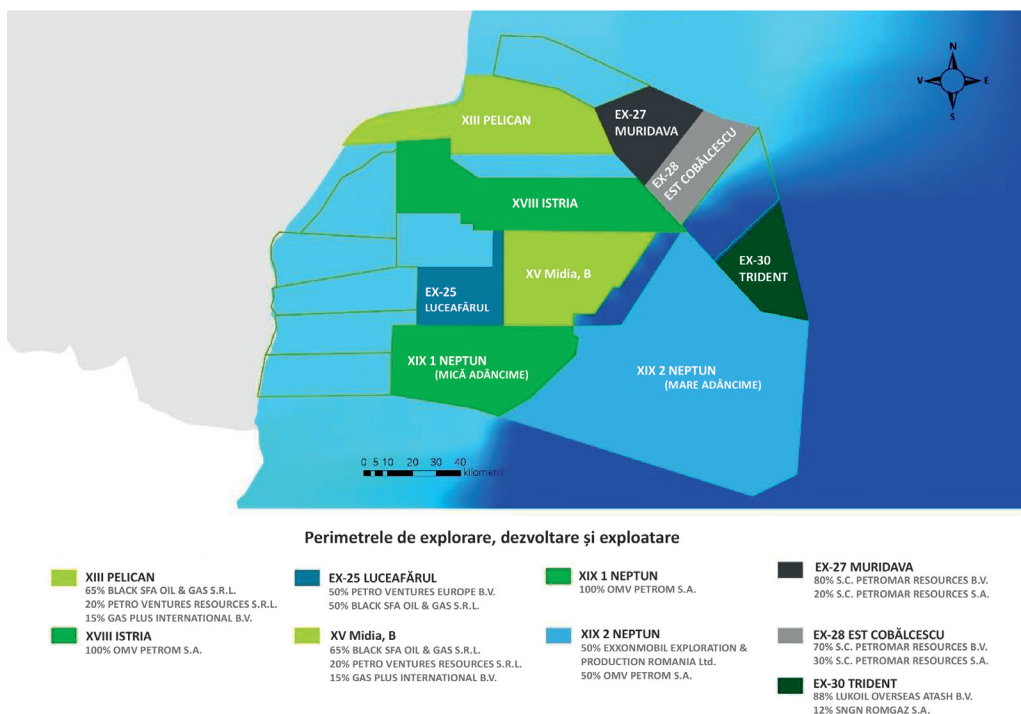 N
V
E
S
XIII PELICAN
EX-27
MURIDAVA
EX-28
EST COBĂLCESCU
XVIII ISTRIA
EX-30
TRIDENT
XV Midia, B
EX-25
LUCEAFĂRUL
XIX 1 NEPTUN
(MICĂ ADÂNCIME)
XIX 2 NEPTUN
(MARE ADÂNCIME)
0 5 10 20 30 40
kilometri
Perimetrele de explorare, dezvoltare și exploatare
XIII PELICAN
65% BLACK SFA OIL & GAS S.R.L.
20% PETRO VENTURES RESOURCES S.R.L.
15% GAS PLUS INTERNATIONAL B.V.
XVIII ISTRIA
100% OMV PETROM S.A.
EX-25 LUCEAFĂRUL
50% PETRO VENTURES EUROPE B.V.
50% BLACK SFA OIL & GAS S.R.L.
XV Midia, B
65% BLACK SFA OIL & GAS S.R.L.
20% PETRO VENTURES RESOURCES S.R.L.
15% GAS PLUS INTERNATIONAL B.V.
XIX 1 NEPTUN
100% OMV PETROM S.A.
XIX 2 NEPTUN
50% EXXONMOBIL EXPLORATION &
PRODUCTION ROMANIA Ltd.
50% OMV PETROM S.A.
EX-27 MURIDAVA
80% S.C. PETROMAR RESOURCES B.V.
20% S.C. PETROMAR RESOURCES S.A.
EX-28 EST COBĂLCESCU
70% S.C. PETROMAR RESOURCES B.V.
30% S.C. PETROMAR RESOURCES S.A.
EX-30 TRIDENT
88% LUKOIL OVERSEAS ATASH B.V.
12% SNGN ROMGAZ S.A.